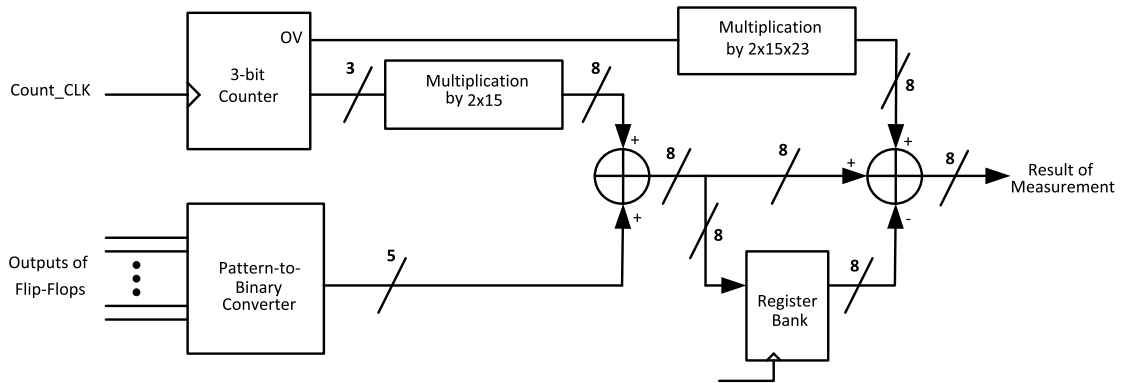 OV
3-bit
Counter
Count_CLK
3
Multiplication
by 2x15
8
Multiplication
by 2x15x23
8
+
+
8
8
+
+
-
8
Result of
Measurement
Outputs of
Flip-Flops
Pattern-to-
Binary
Converter
5
8
Register
Bank
8